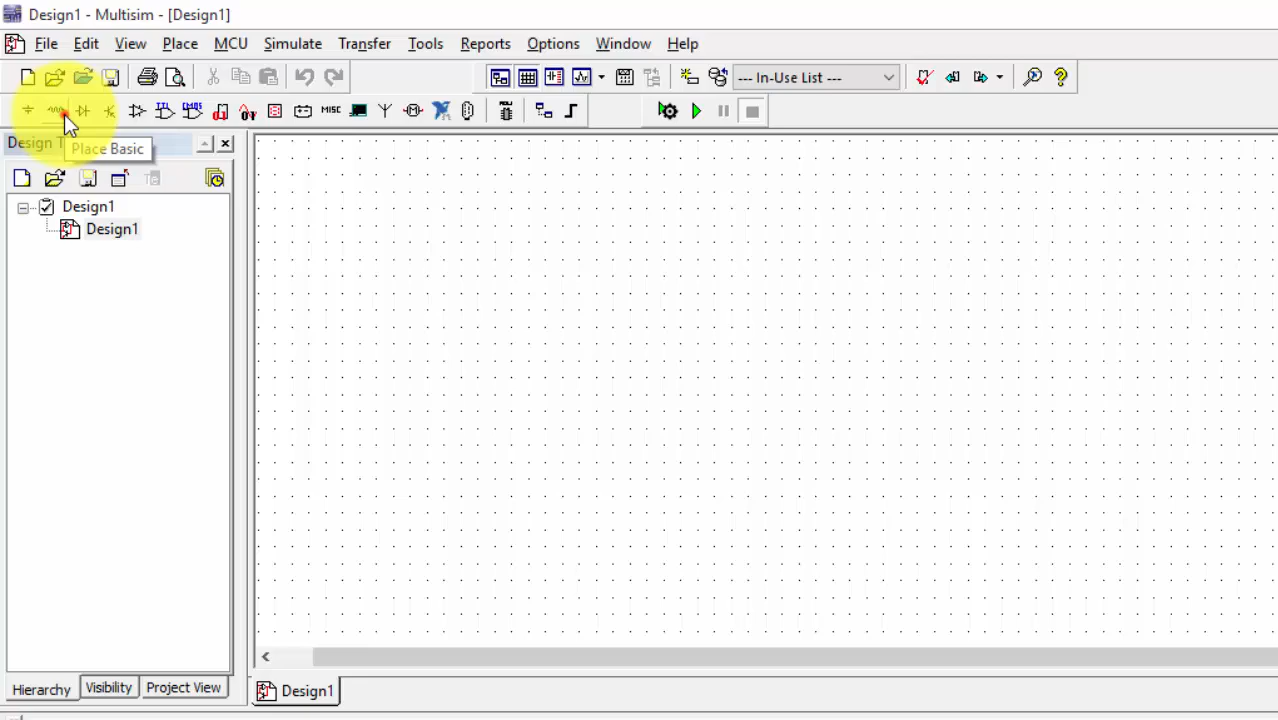 Design1 - Multisim - [Design1]
File Edit View Place MCU Simulate Transfer Tools Reports Options Window Help
--- In-Use List ---
MISC
Design T
Place Basic
Design1
Design1
Hierarchy Visibility Project View
Design1